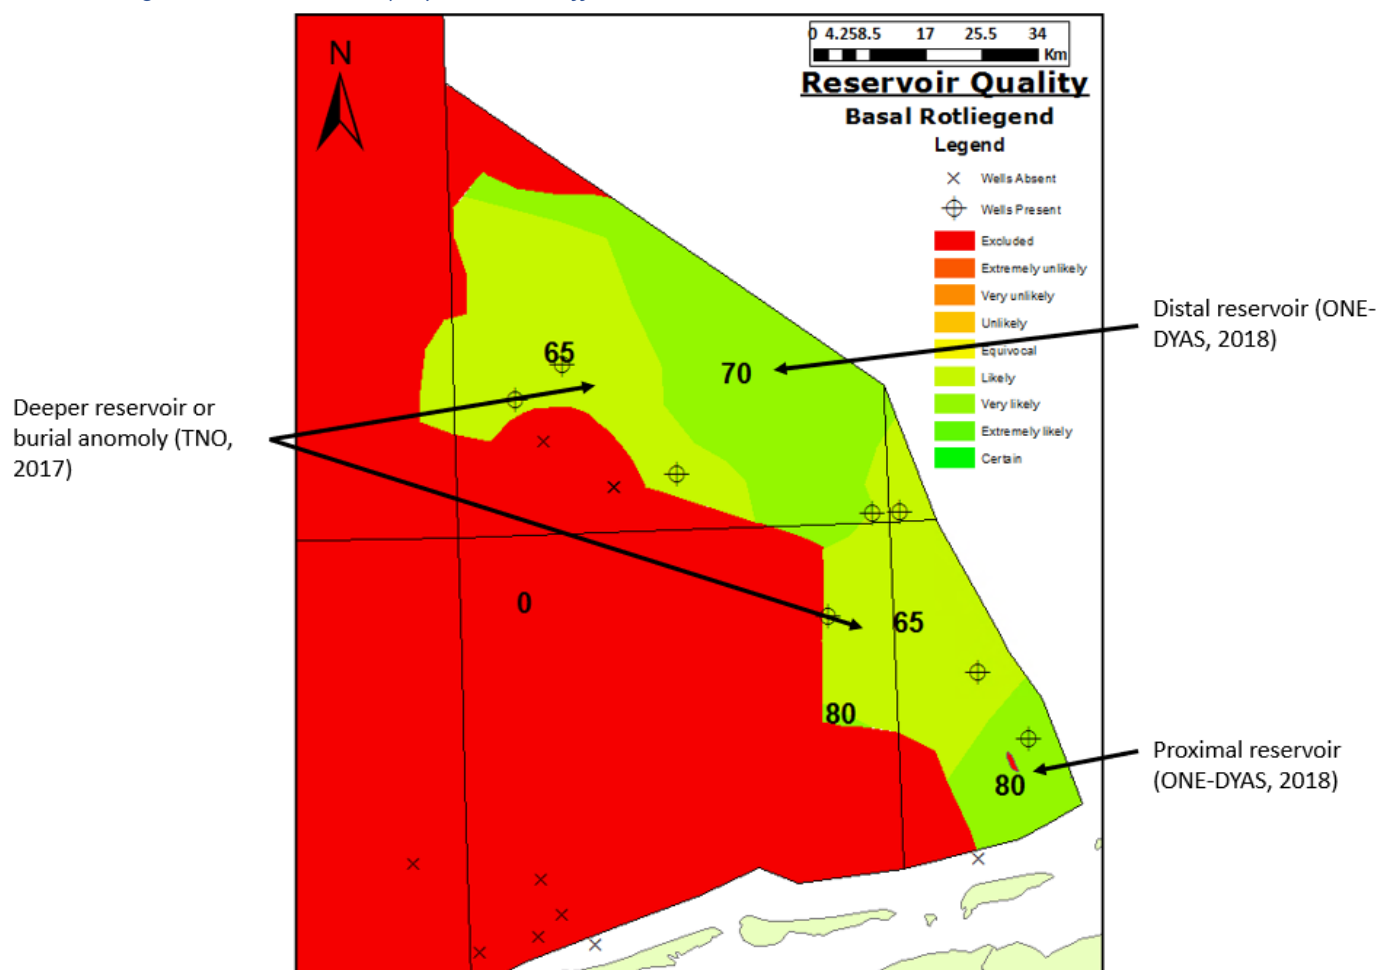 N
0 4.258.5 17 25.5 34
Km
Reservoir Quality
Basal Rotliegend
Legend
Wells Absent
Wells Present
Excluded
Extremely unlikely
Very unlikely
Unlikely
Equivocal
Likely
Very likely
Extremely likely
Certain
Distal reservoir (ONE-
DYAS, 2018)
65
70
Deeper reservoir or
burial anomoly (TNO,
2017)
0
65
80
Proximal reservoir
(ONE-DYAS, 2018)
80